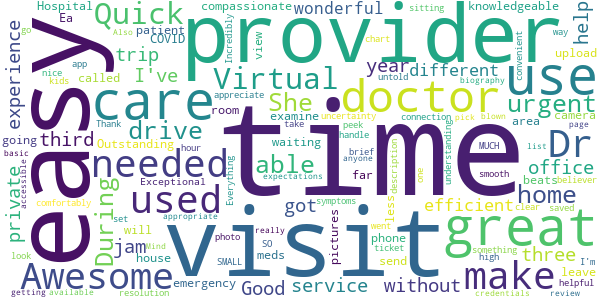 Hospital
compassionate
wonderful
sitting
knowledgeable
Ea
Quick
Also
COVID
patient
Incredibly
view
chart
way
help
go
app
trip
provider
convenient
nice
kids
called
I've
year
different
upload
untold
biography
experience
easy
Virtual
use
appreciate
uncertainty
camera
Thank
room
She
examine
doctor
urgent
care
time
peek
connection
sick
blown
page
going
third
drive
hour
take
handle
area
Dr
Outstanding
waiting
brief
anyone
understanding
MUCH
list
office
basic
needed
Everything
able
far
description
smooth
beats
believer
accessible
private
Exceptional
expectations
symptoms
one
clear
saved
home
During
used
got
pictures
less
efficient
comfortably
set
appropriate
visit
great
will
jam
photo
really
went
phone
something
three
look
house
SO
ticket
send
high
I'm
Awesome
Mind
meds
without
make
leave
SMALL
emergency
Good
service
helpful
getting
available
resolution
credentials
review